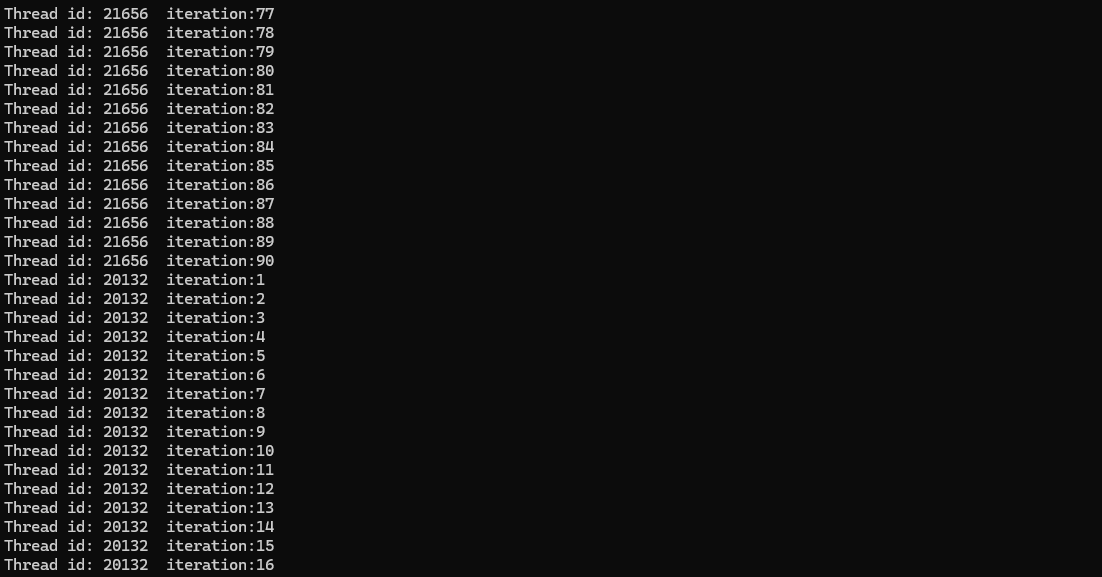 Thread id: 21656  iteration:77
Thread id: 21656  iteration:78
Thread id: 21656  iteration:79
Thread id: 21656  iteration:80
Thread id: 21656  iteration:81
Thread id: 21656  iteration:82
Thread id: 21656  iteration:83
Thread id: 21656  iteration:84
Thread id: 21656  iteration:85
Thread id: 21656  iteration:86
Thread id: 21656  iteration:87
Thread id: 21656  iteration:88
Thread id: 21656  iteration:89
Thread id: 21656  iteration:90
Thread id: 20132  iteration:1
Thread id: 20132  iteration:2
Thread id: 20132  iteration:3
Thread id: 20132  iteration:4
Thread id: 20132  iteration:5
Thread id: 20132  iteration:6
Thread id: 20132  iteration:7
Thread id: 20132  iteration:8
Thread id: 20132  iteration:9
Thread id: 20132  iteration:10
Thread id: 20132  iteration:11
Thread id: 20132  iteration:12
Thread id: 20132  iteration:13
Thread id: 20132  iteration:14
Thread id: 20132  iteration:15
Thread id: 20132  iteration:16